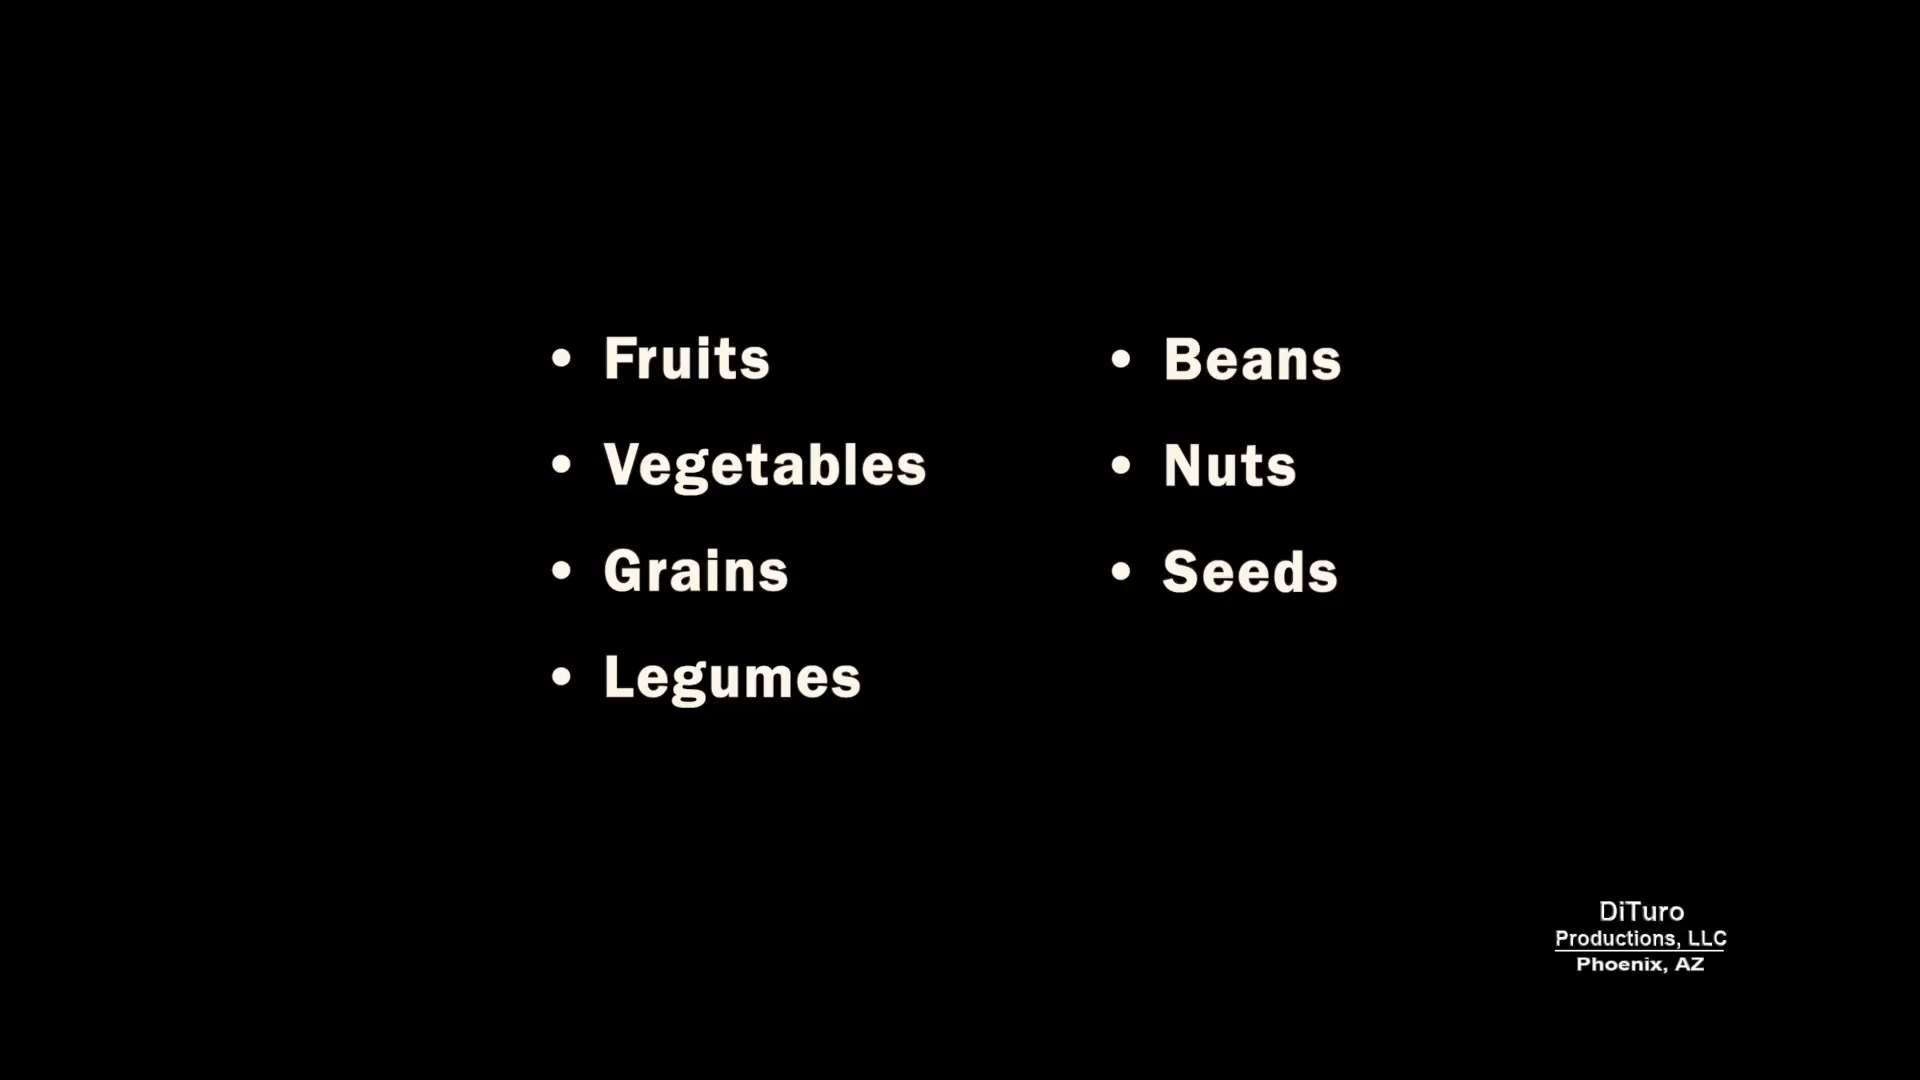 • Fruits
• Vegetables
• Grains
• Legumes
• Beans
• Nuts
• Seeds
DiTuro
Productions, LLC
Phoenix, AZ